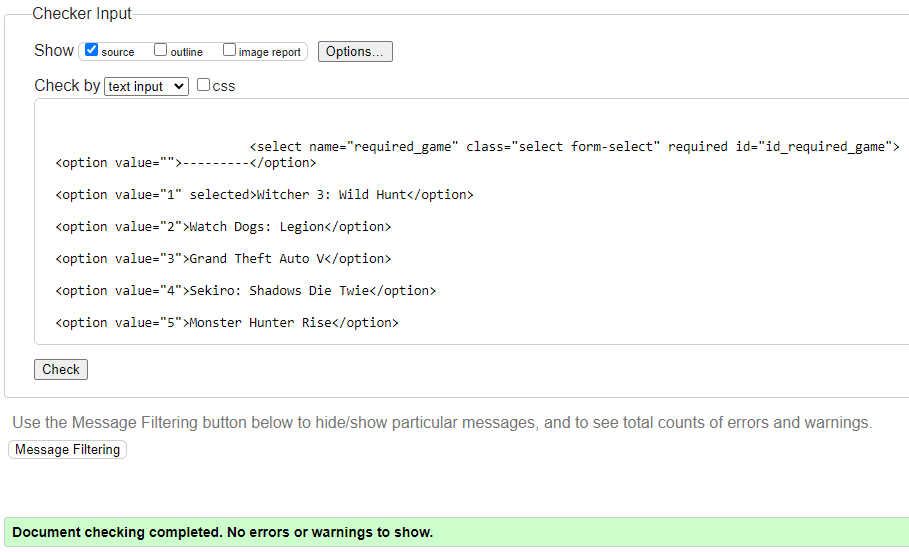 Checker Input
Show source outline image report Options...
Check by text input css
<select name="required_game" class="select form-select" required id="id_required_game">
<option value="">---------</option>
<option value="1" selected>Witcher 3: Wild Hunt</option>
<option value="2">Watch Dogs: Legion</option>
<option value="3">Grand Theft Auto V</option>
<option value="4">Sekiro: Shadows Die Twie</option>
<option value="5">Monster Hunter Rise</option>
Check
Use the Message Filtering button below to hide/show particular messages, and to see total counts of errors and warnings.
Message Filtering
Document checking completed. No errors or warnings to show.